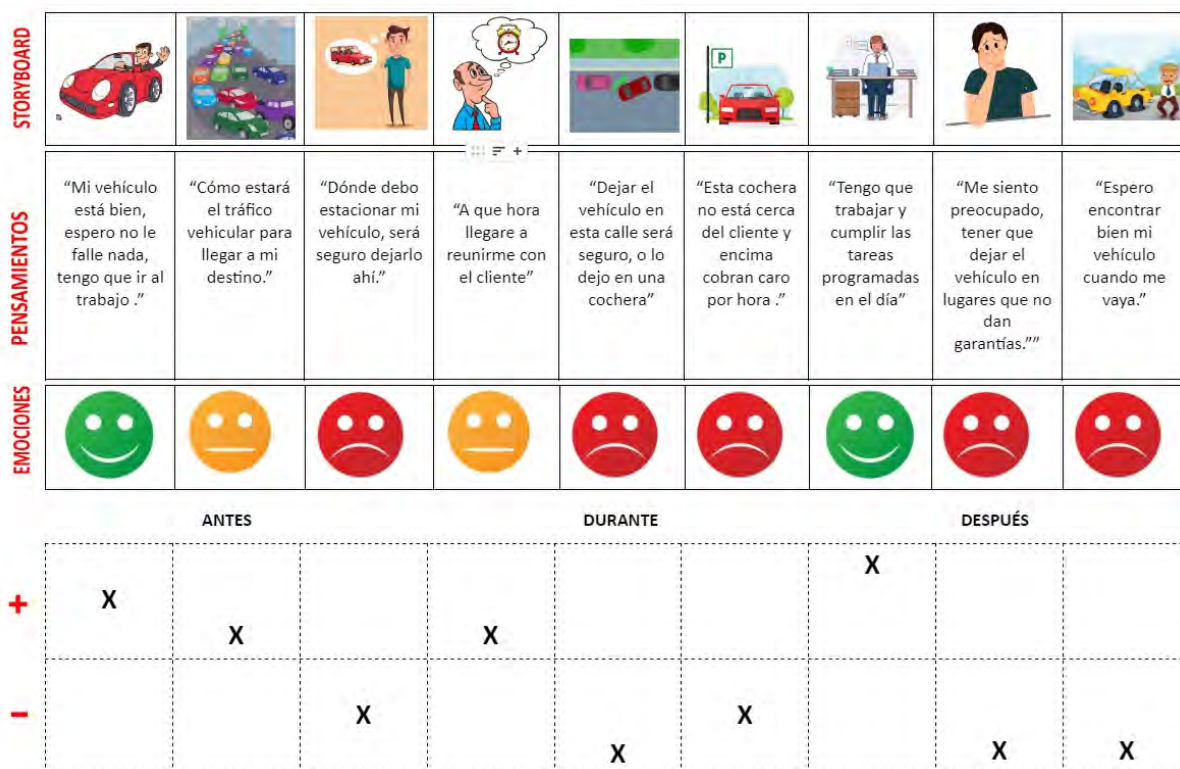 STORYBOARD
P
PENSAMIENTOS
“Mi vehículo
está bien,
espero no le
falle nada,
tengo que ir al
trabajo .”
“Cómo estará
el tráfico
vehicular para
llegar a mi
destino.”
“Dónde debo
estacionar mi
vehículo, será
seguro dejarlo
ahí.”
“A que hora
llegare a
reunirme con
el cliente”
“Dejar el
vehículo en
esta calle será
seguro, o lo
dejo en una
cochera”
“Esta cochera
no está cerca
del cliente y
encima
cobran caro
por hora .”
“Tengo que
trabajar y
cumplir las
tareas
programadas
en el día”
“Me siento
preocupado,
tener que
dejar el
vehículo en
lugares que no
dan
garantías.””
“Espero
encontrar
bien mi
vehículo
cuando me
vaya.”
EMOCIONES
ANTES
DURANTE
DESPUÉS
+
X
X
X
X
-
X
X
X
X
X